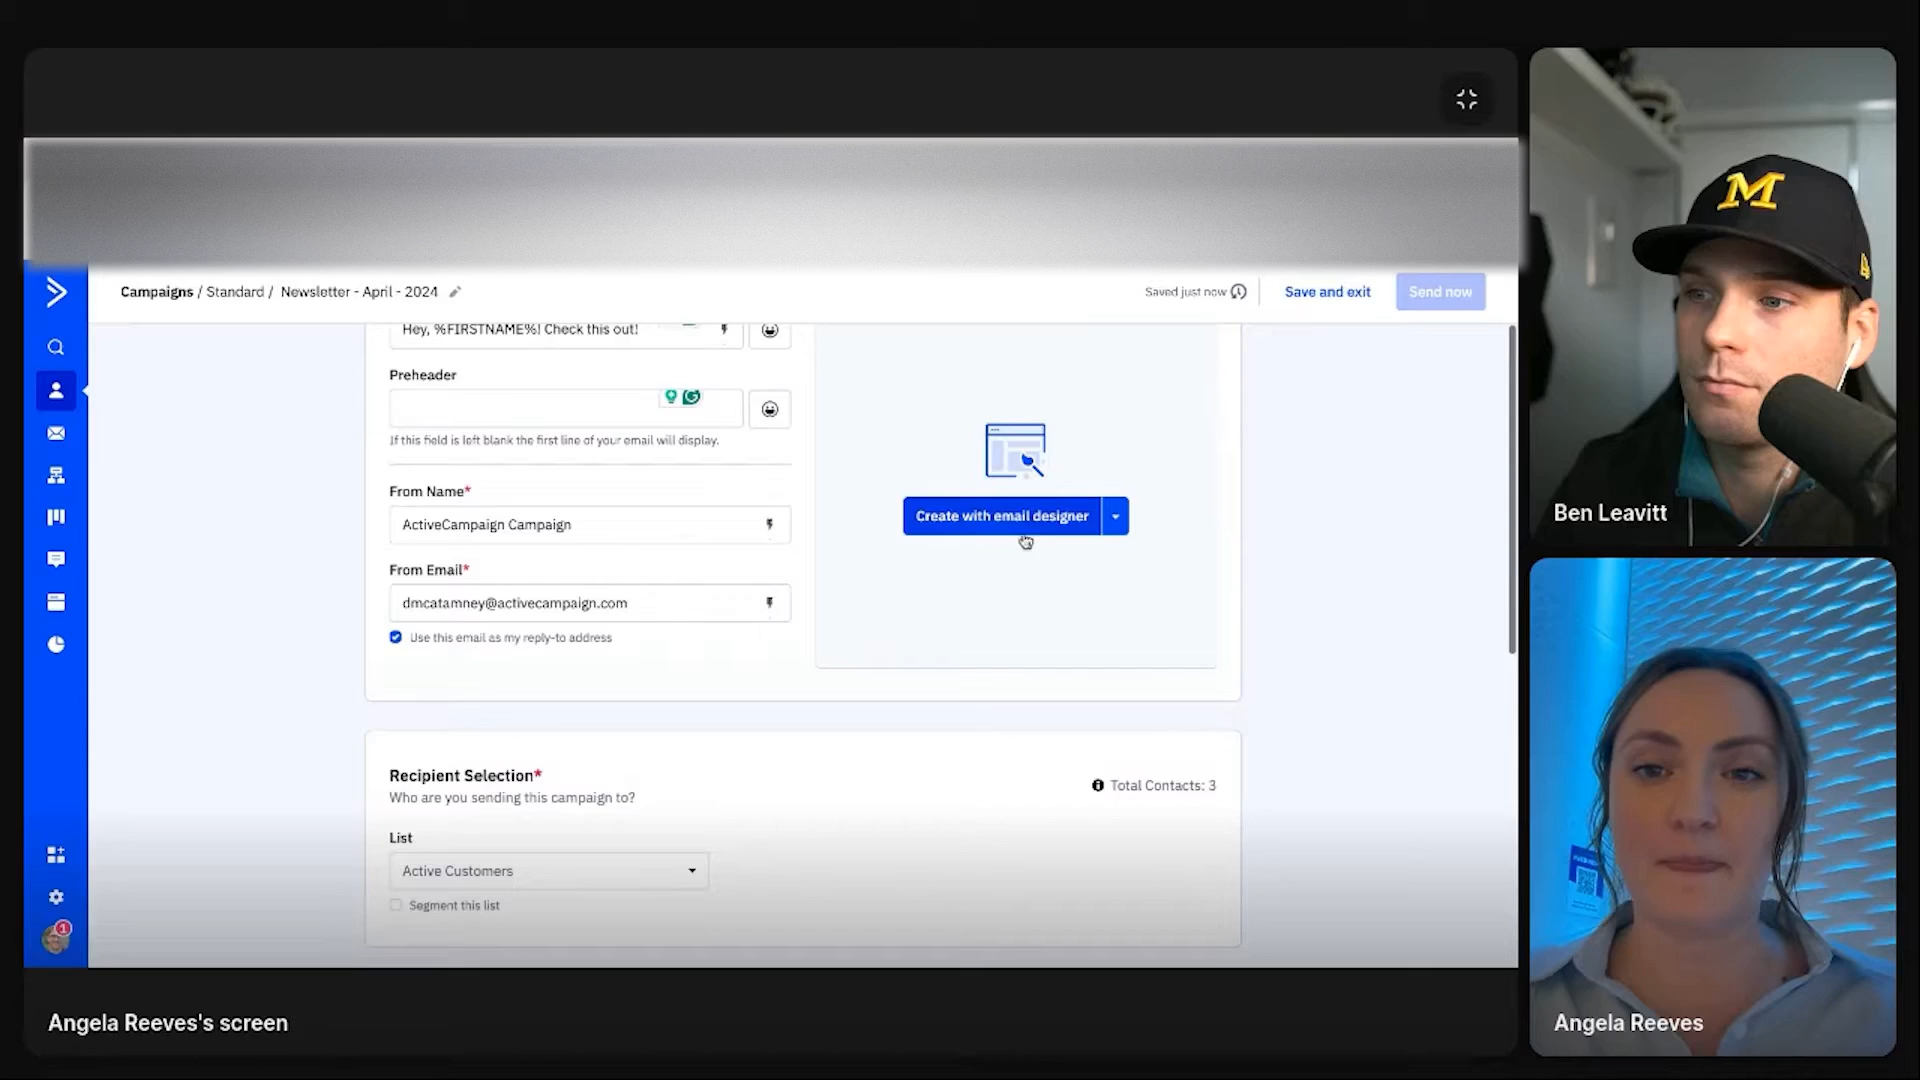 Campaigns / Standard / Newsletter - April - 2024
Saved just now
Save and exit
Send now
Hey, %FIRSTNAME%! Check this out!
Preheader
If this field is left blank the first line of your email will display.
From Name*
ActiveCampaign Campaign
From Email*
dmcatamney@activecampaign.com
Use this email as my reply-to address
Create with email designer
Recipient Selection*
Who are you sending this campaign to?
Total Contacts: 3
List
Active Customers
Segment this list
1
Angela Reeves's screen
M
Ben Leavitt
Angela Reeves